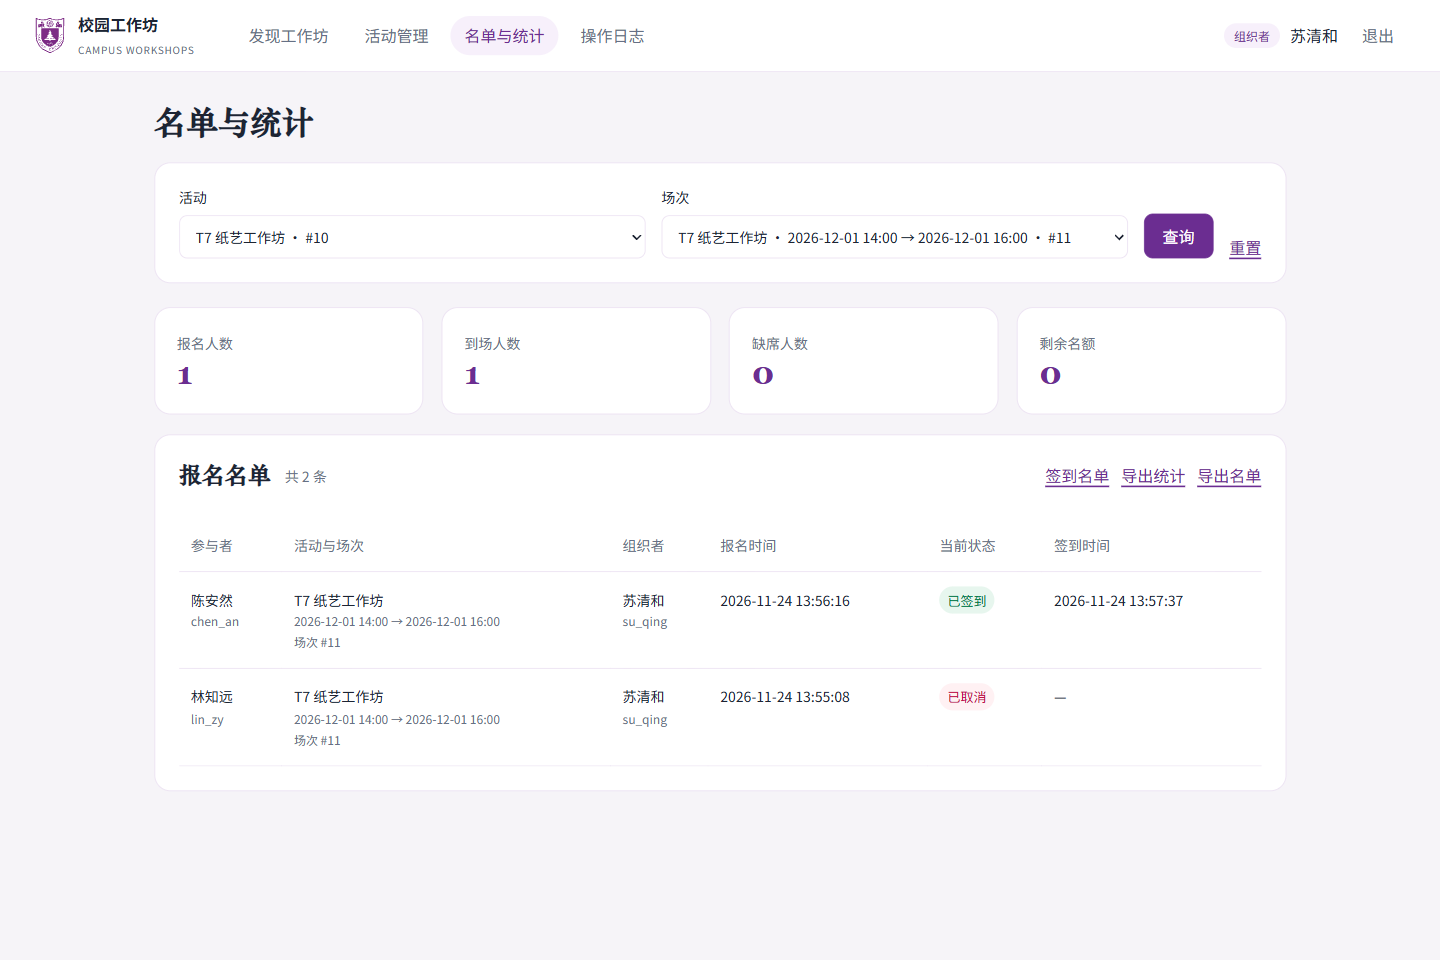 校园工作坊
CAMPUS WORKSHOPS
发现工作坊 活动管理 名单与统计 操作日志
组织者 苏清和 退出
名单与统计
活动 场次
T7 纸艺工作坊 · #10 T7 纸艺工作坊 · 2026-12-01 14:00 → 2026-12-01 16:00 · #11 查询 重置
报名人数 到场人数 缺席人数 剩余名额
1 1 0 0
报名名单 共 2 条 签到名单 导出统计 导出名单
参与者 活动与场次 组织者 报名时间 当前状态 签到时间
陈安然 T7 纸艺工作坊 苏清和 2026-11-24 13:56:16 已签到 2026-11-24 13:57:37
chen_an 2026-12-01 14:00 → 2026-12-01 16:00 su_qing
场次 #11
林知远 T7 纸艺工作坊 苏清和 2026-11-24 13:55:08 已取消 —
lin_zy 2026-12-01 14:00 → 2026-12-01 16:00 su_qing
场次 #11